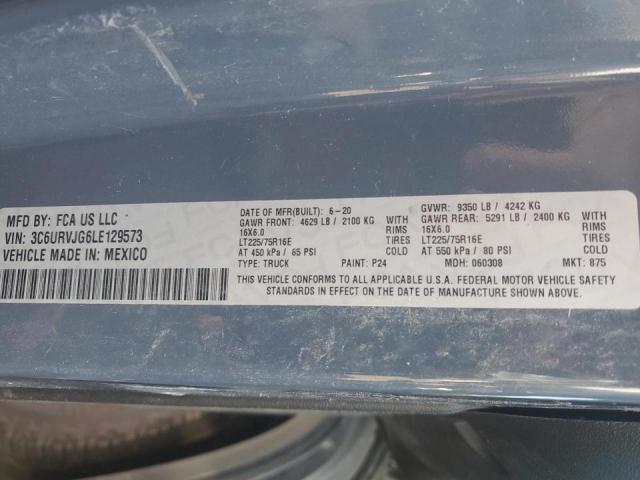 MFD BY: FCA US LLC
VIN: 3C6URVJG6LE129573
VEHICLE MADE IN: MEXICO
DATE OF MFR(BUILT): 6-20
GAWR FRONT: 4629 LB / 2100 KG
16X6.0 RIMS
LT225/75R16E TIRES
AT 450 kPa / 65 PSI COLD
TYPE: TRUCK PAINT: P24
GVWR: 9350 LB / 4242 KG
GAWR REAR: 5291 LB / 2400 KG
16X6.0 RIMS
LT225/75R16E TIRES
AT 550 kPa / 80 PSI COLD
MDH: 060308 MKT: 875
THIS VEHICLE CONFORMS TO ALL APPLICABLE U.S.A. FEDERAL MOTOR VEHICLE SAFETY
STANDARDS IN EFFECT ON THE DATE OF MANUFACTURE SHOWN ABOVE.